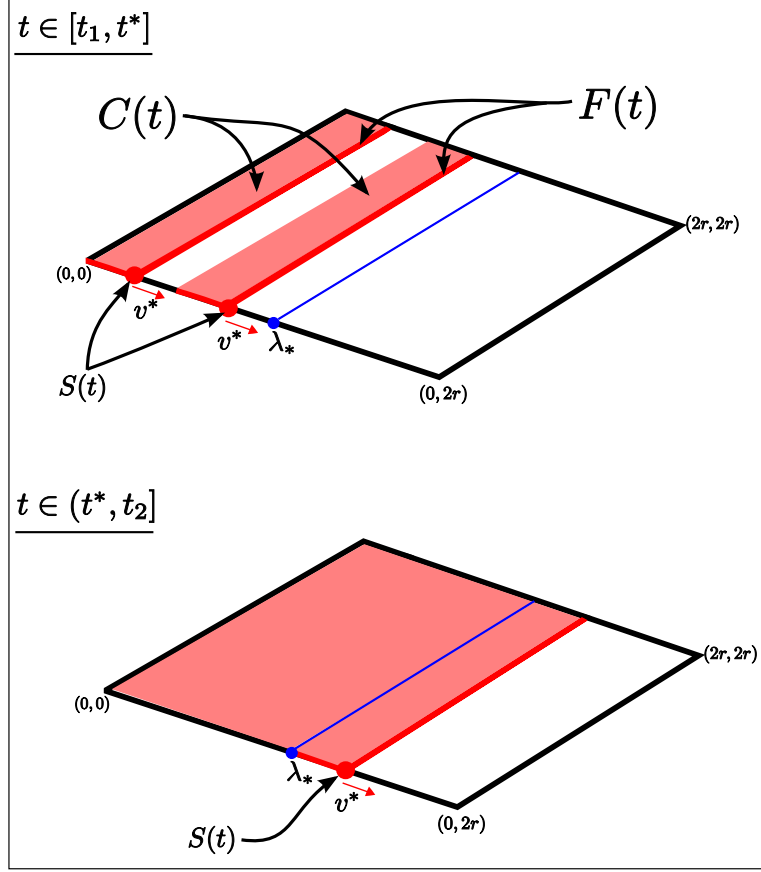 t ∈ [t₁, t*]
C(t)
F(t)
(2r, 2r)
(0, 0)
v*
v*
λ*
S(t)
(0, 2r)
t ∈ (t*, t₂]
(2r, 2r)
(0, 0)
λ*
v*
S(t)
(0, 2r)